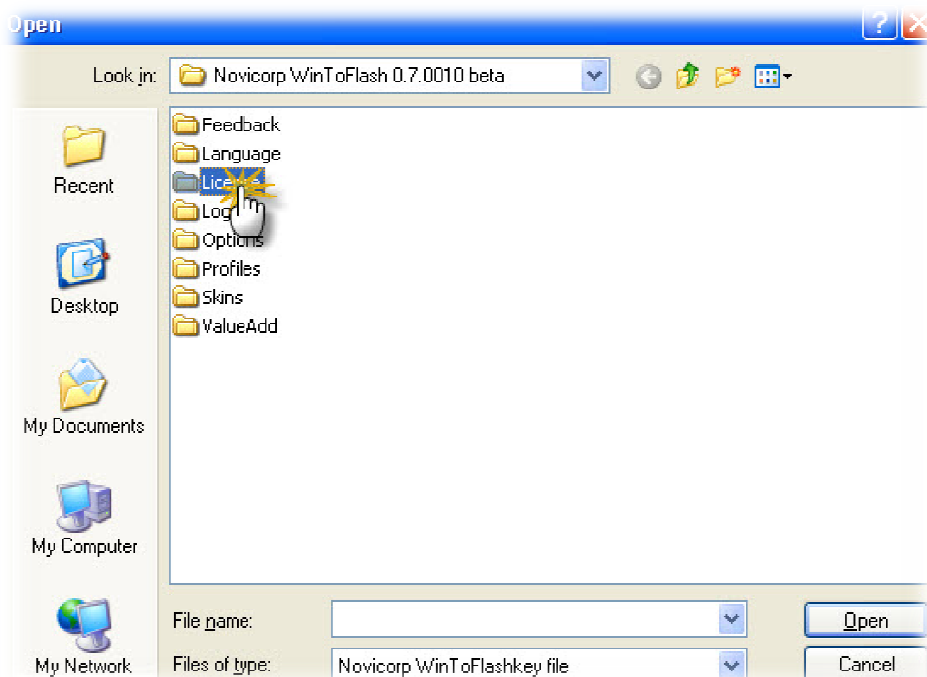 Open
Look in:
Novicorp WinToFlash 0.7.0010 beta
Recent
Desktop
My Documents
My Computer
My Network
Feedback
Language
Options
Profiles
Skins
ValueAdd
File name:
Open
Files of type:
Novicorp WinToFlashkey file
Cancel